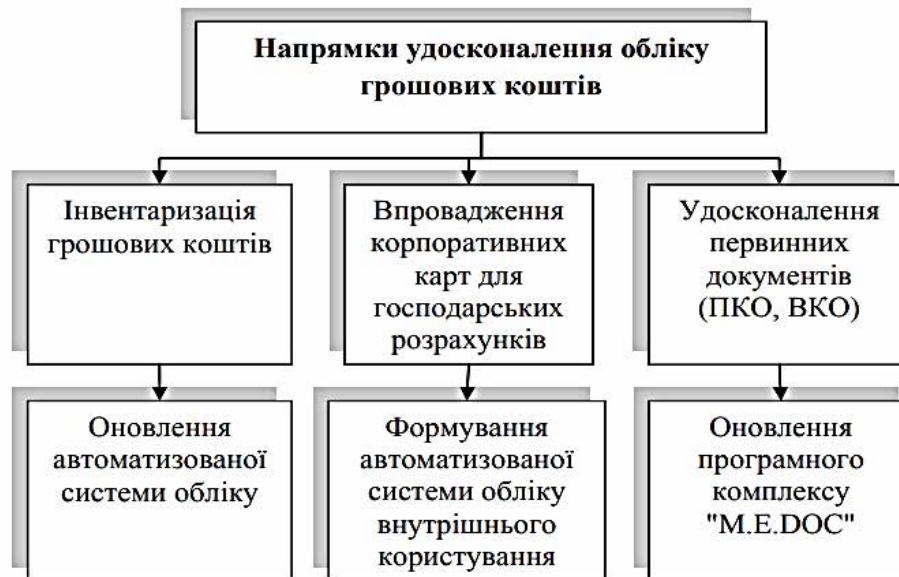 Напрямки удосконалення обліку
грошових коштів
Інвентаризація
грошових коштів
Впровадження
корпоративних
карт для
господарських
розрахунків
Удосконалення
первинних
документів
(ПКО, ВКО)
Оновлення
автоматизованої
системи обліку
Формування
автоматизованої
системи обліку
внутрішнього
користування
Оновлення
програмного
комплексу
"M.E.DOC"